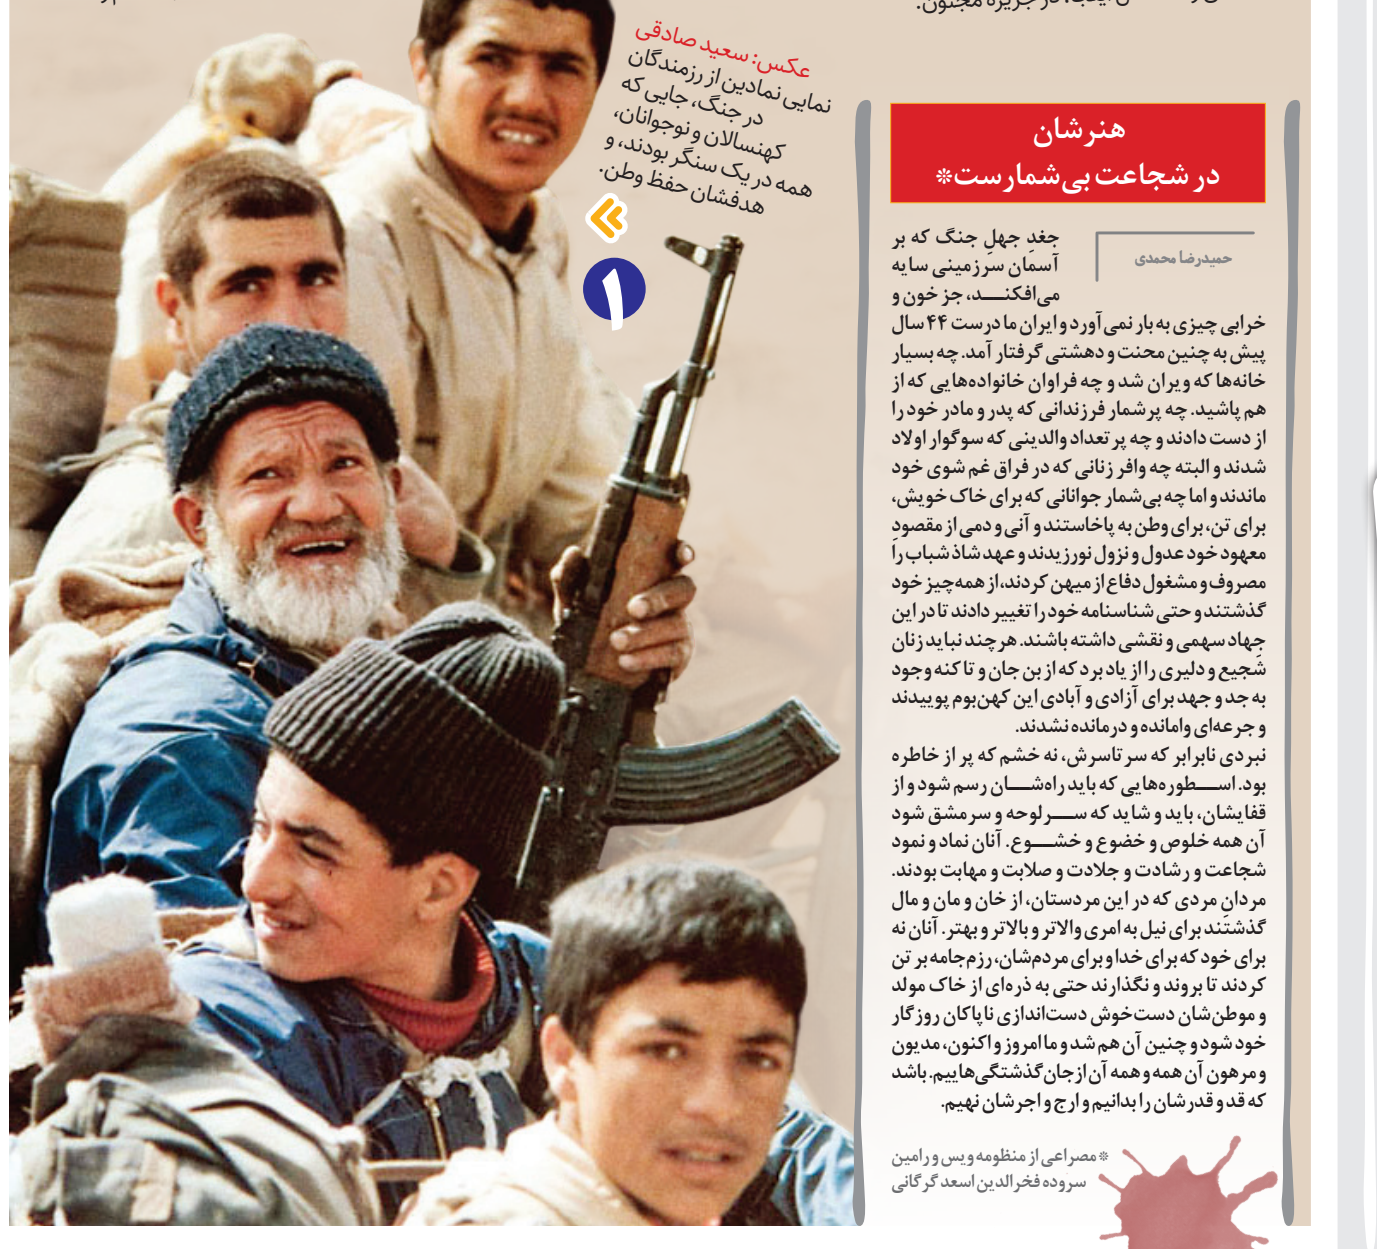 در جزیره مجنون.
عکس: سعید صادقی
نمایی نمادین از رزمندگان
در جنگ، جایی که
کهنسالان و نوجوانان،
همه در یک سنگر بودند، و
هدفشان حفظ وطن.
۱
هنرشان
در شجاعت بی‌شمارست*
حمیدرضا محمدی
جغدِ جهلِ جنگ که بر
آسمان سرزمینی سایه
می‌افکنــد، جز خون و
خرابی چیزی به بار نمی‌آورد و ایران ما درست ۴۴ سال
پیش به چنین محنت و دهشتی گرفتار آمد. چه بسیار
خانه‌ها که ویران شد و چه فراوان خانواده‌هایی که از
هم پاشید. چه پرشمار فرزندانی که پدر و مادر خود را
از دست دادند و چه پر تعداد والدینی که سوگوار اولاد
شدند و البته چه وافر زنانی که در فراق غم شوی خود
ماندند و اما چه بی‌شمار جوانانی که برای خاک خویش،
برای تن، برای وطن به پاخاستند و آنی و دمی از مقصودِ
معهود خود عدول و نزول نورزیدند و عهد شاذ شباب را
مصروف و مشغول دفاع از میهن کردند، از همه‌چیز خود
گذشتند و حتی شناسنامه خود را تغییر دادند تا در این
جهاد سهمی و نقشی داشته باشند. هر چند نباید زنان
شجیع و دلیری را از یاد برد که از بن جان و تا کنه وجود
به جد و جهد برای آزادی و آبادی این کهن‌بوم پوییدند
و جرعه‌ای وامانده و درمانده نشدند.
نبردی نابرابر که سرتاسرش، نه خشم که پر از خاطره
بود. اســطوره‌هایی که باید راه‌شــان رسم شود و از
قفایشان، باید و شاید که ســرلوحه و سرمشق شود
آن همه خلوص و خضوع و خشــوع. آنان نماد و نمود
شجاعت و رشادت و جلادت و صلابت و مهابت بودند.
مردانِ مردی که در این مردستان، از خان و مان و مال
گذشتند برای نیل به امری والاتر و بالاتر و بهتر. آنان نه
برای خود که برای خدا و برای مردم‌شان، رزم‌جامه بر تن
کردند تا بروند و نگذارند حتی به ذره‌ای از خاک مولد
و موطن‌شان دست‌خوش دست‌اندازی ناپاکان روزگار
خود شود و چنین آن هم شد و ما امروز و اکنون، مدیون
و مرهون آن همه و همه آن از جان‌گذشتگی‌هاییم. باشد
که قد و قدرشان را بدانیم و ارج و اجرشان نهیم.
* مصراعی از منظومه ویس و رامین
سروده فخرالدین اسعد گرگانی